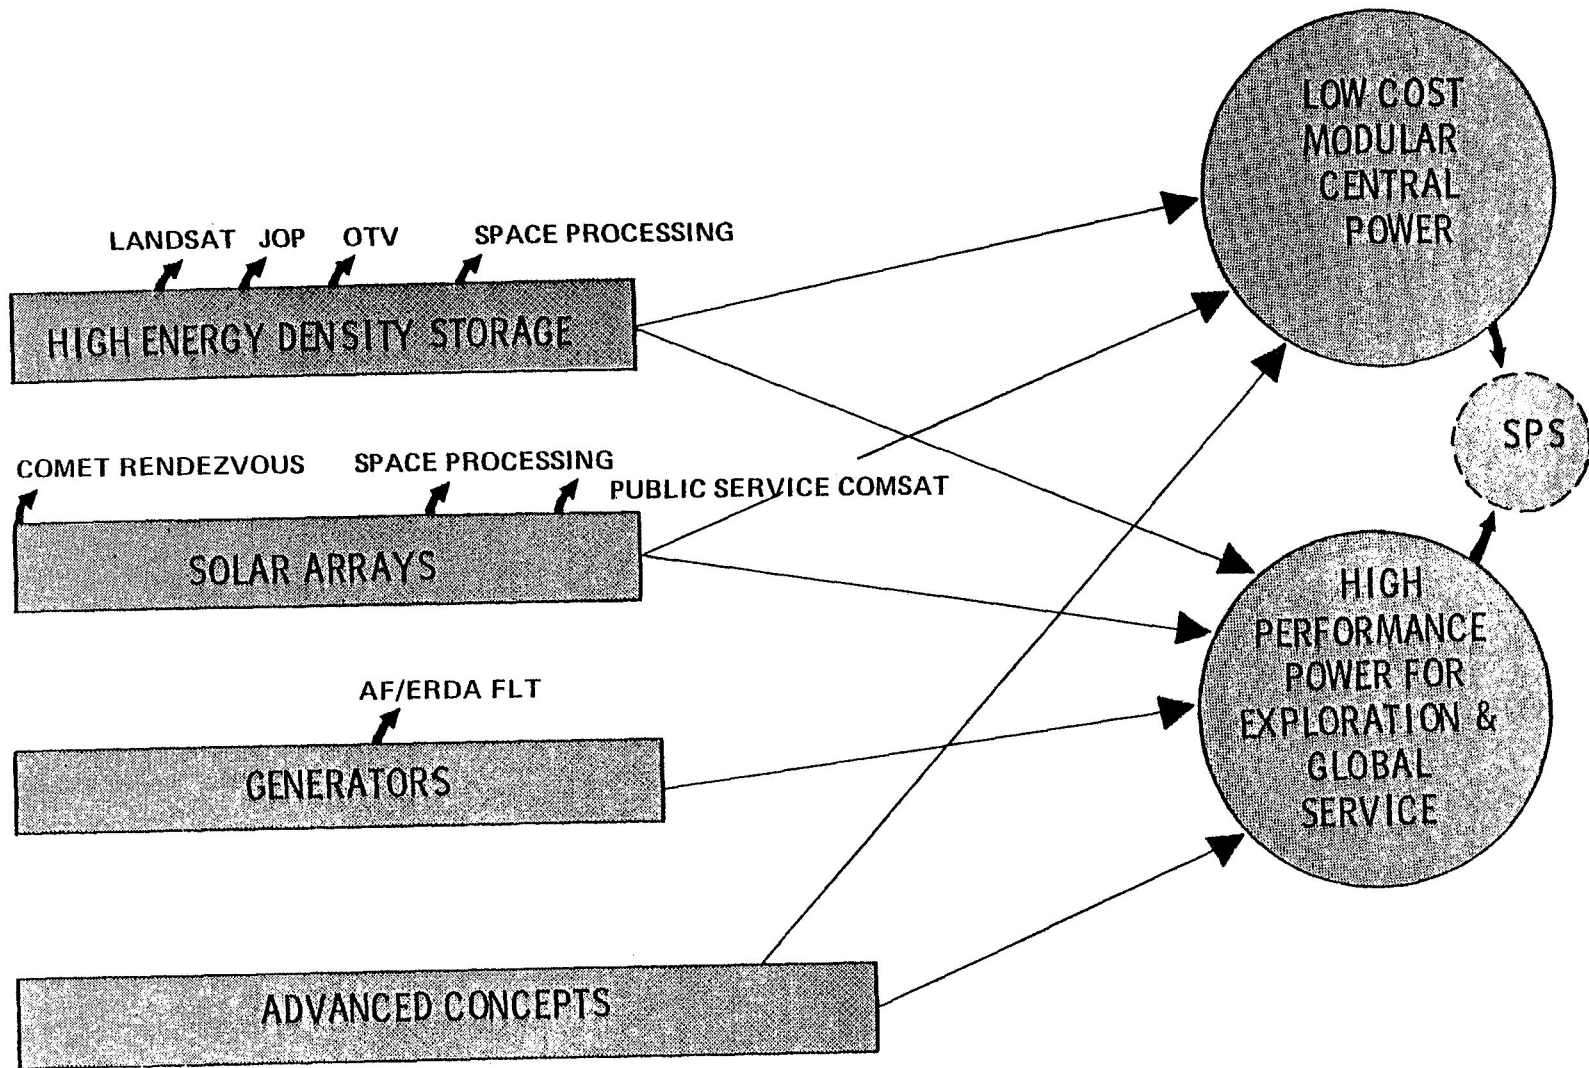 LOW COST
MODULAR
CENTRAL
POWER
LANDSAT JOP OTV SPACE PROCESSING
HIGH ENERGY DENSITY STORAGE
SPS
COMET RENDEZVOUS SPACE PROCESSING
PUBLIC SERVICE COMSAT
SOLAR ARRAYS
HIGH
PERFORMANCE
POWER FOR
EXPLORATION &
GLOBAL
SERVICE
AF/ERDA FLT
GENERATORS
ADVANCED CONCEPTS